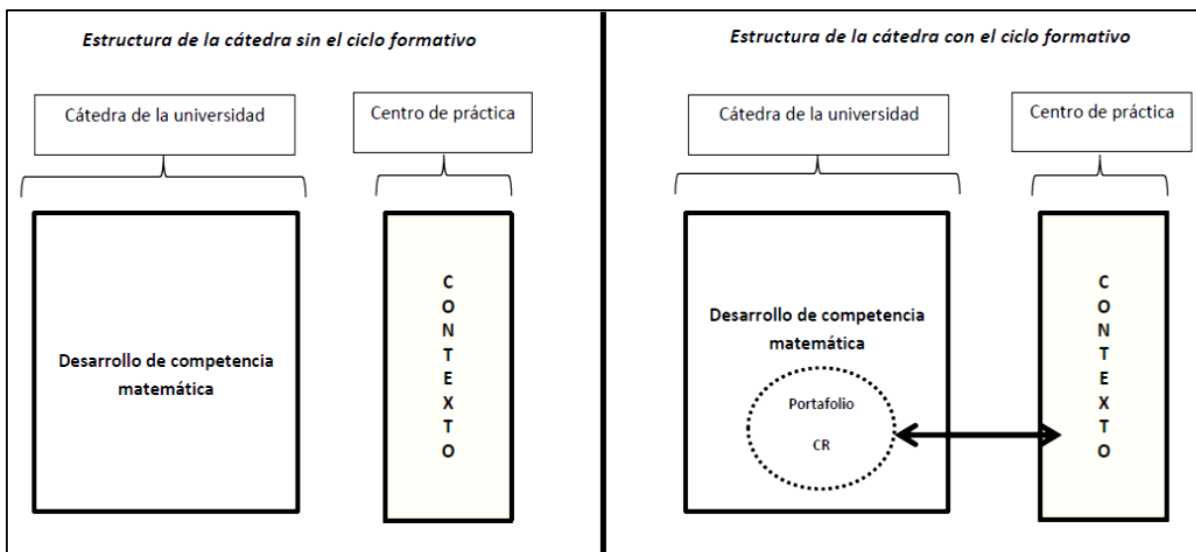 Estructura de la cátedra sin el ciclo formativo
Cátedra de la universidad
Centro de práctica
Desarrollo de competencia
matemática
C
O
N
T
E
X
T
O
Estructura de la cátedra con el ciclo formativo
Cátedra de la universidad
Centro de práctica
Desarrollo de competencia
matemática
Portafolio
CR
C
O
N
T
E
X
T
O